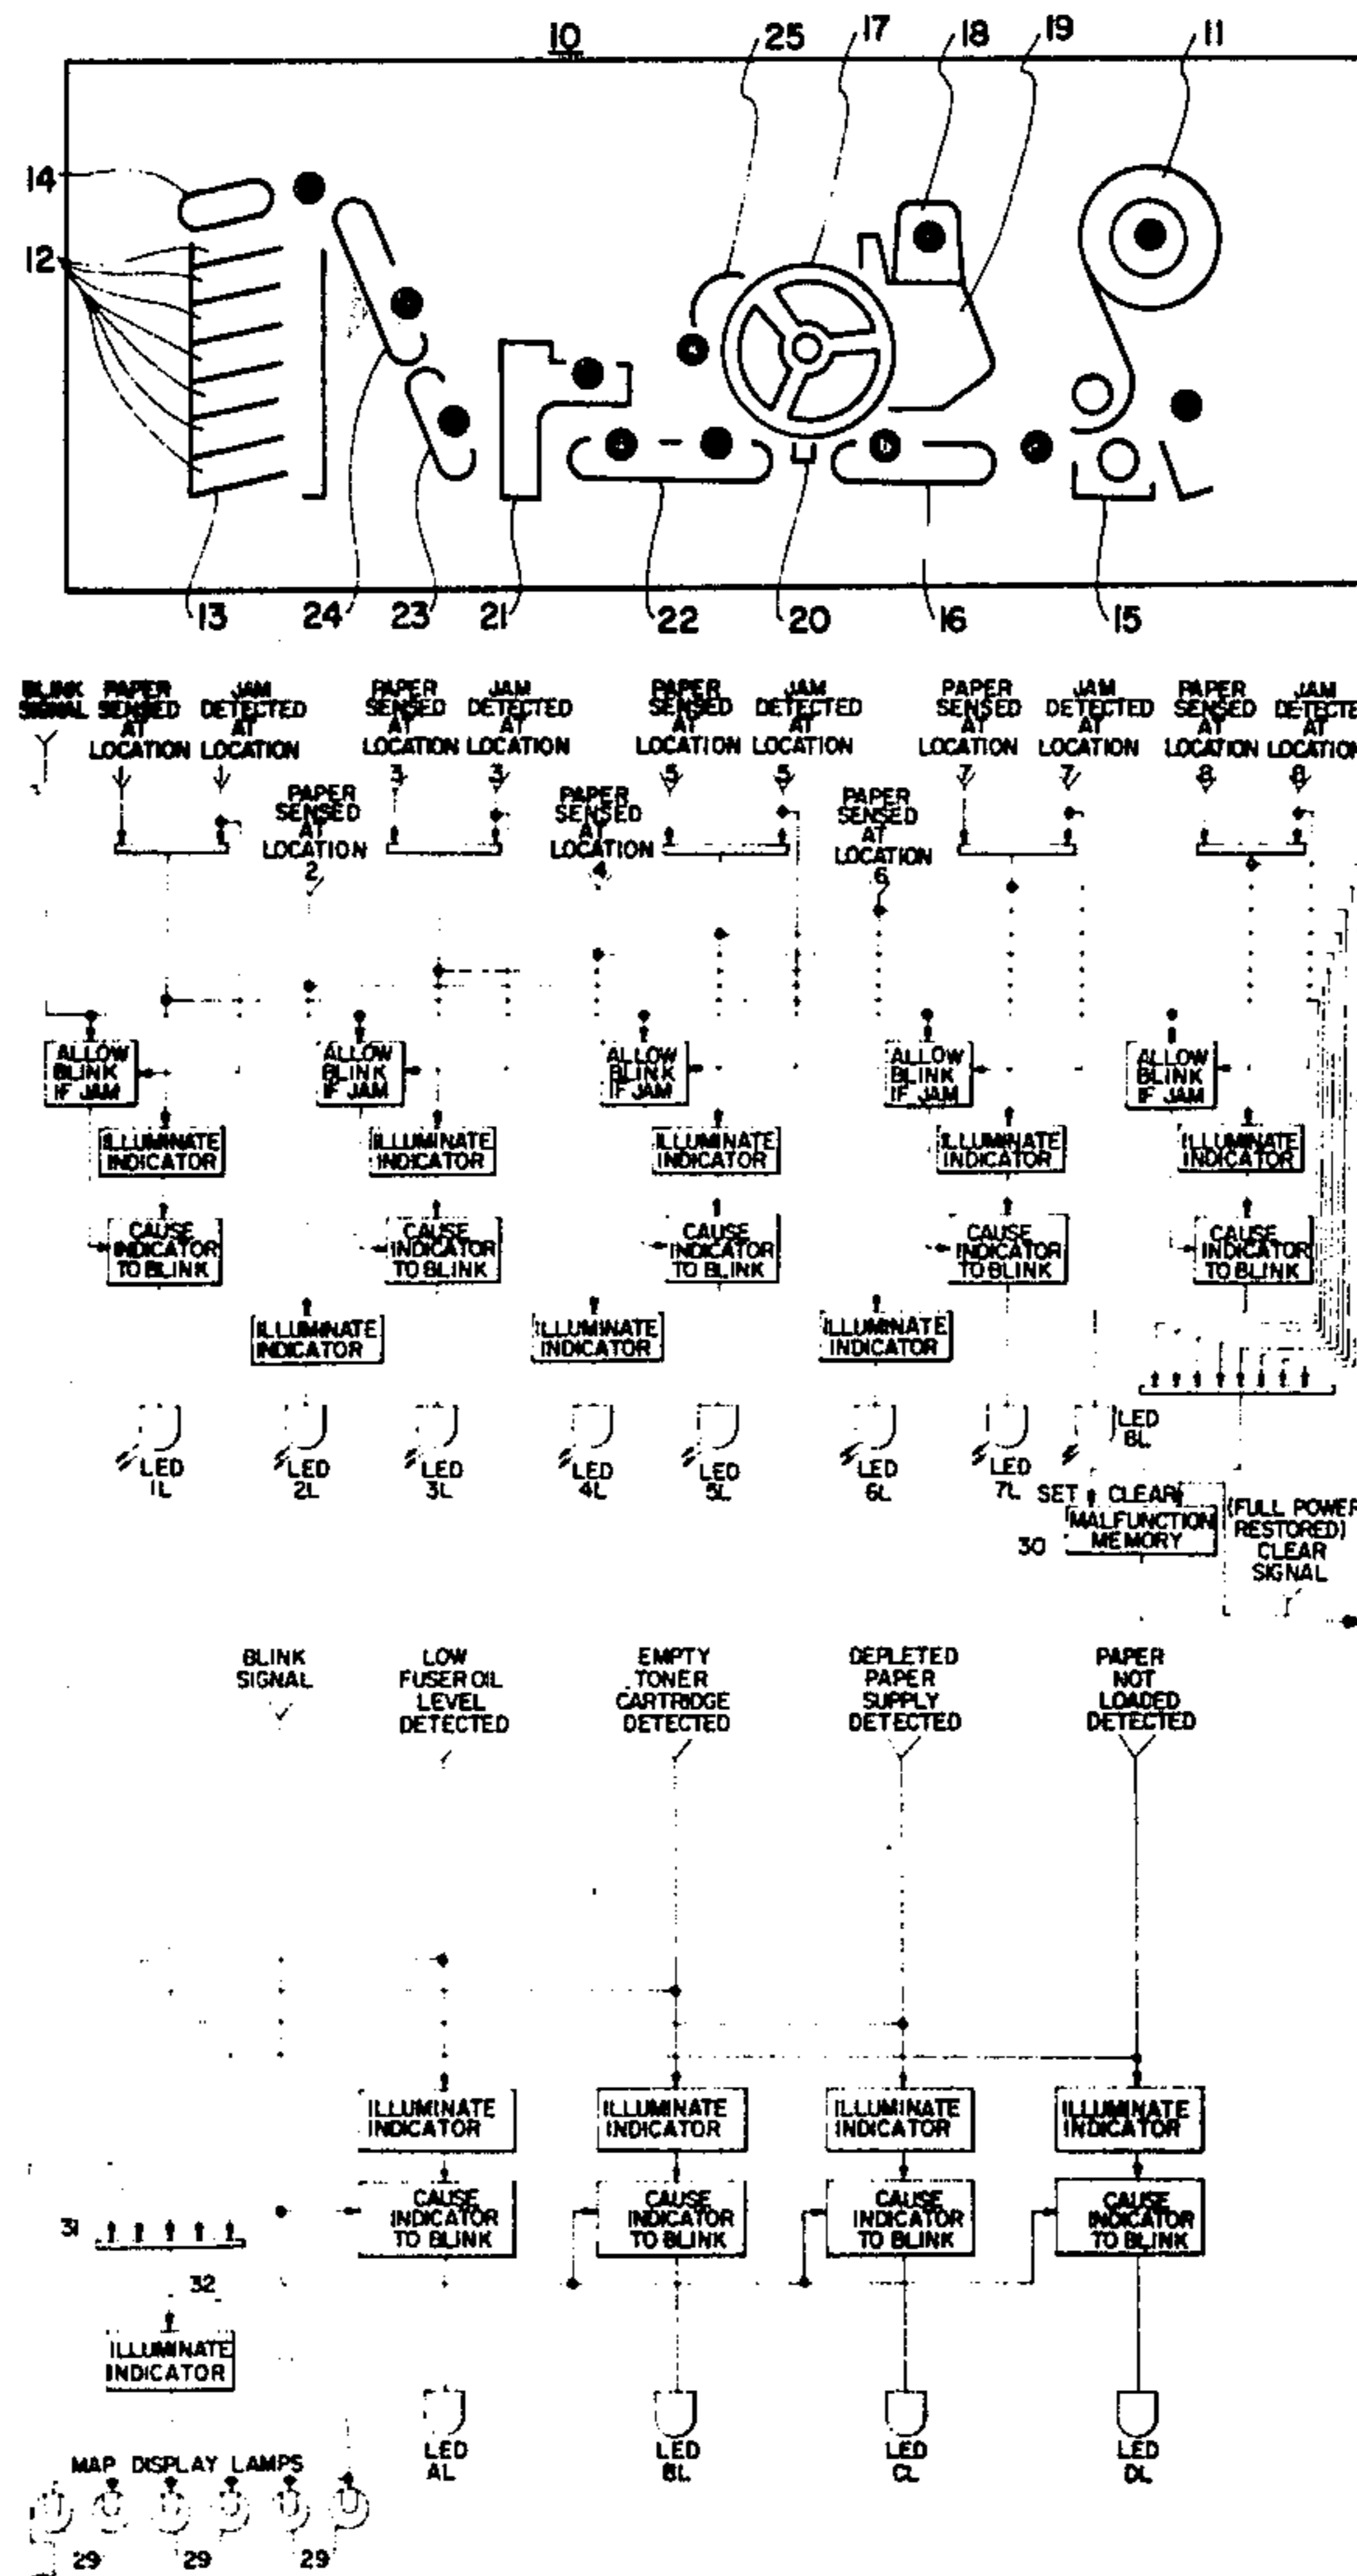 10 25 17 18 19 11
14
12
13 24 23 21 22 20 16 15
BLINK SIGNAL
PAPER SENSED AT LOCATION
JAM DETECTED AT LOCATION
PAPER SENSED AT LOCATION 3
JAM DETECTED AT LOCATION 3
PAPER SENSED AT LOCATION 5
JAM DETECTED AT LOCATION 5
PAPER SENSED AT LOCATION 7
JAM DETECTED AT LOCATION 7
PAPER SENSED AT LOCATION 8
JAM DETECTE AT LOCATION 8
PAPER SENSED AT LOCATION 2
PAPER SENSED AT LOCATION 4
PAPER SENSED AT LOCATION 6
ALLOW BLINK IF JAM
ALLOW BLINK IF JAM
ALLOW BLINK IF JAM
ALLOW BLINK IF JAM
ALLOW BLINK IF JAM
ILLUMINATE INDICATOR
ILLUMINATE INDICATOR
ILLUMINATE INDICATOR
ILLUMINATE INDICATOR
ILLUMINATE INDICATOR
CAUSE INDICATOR TO BLINK
CAUSE INDICATOR TO BLINK
CAUSE INDICATOR TO BLINK
CAUSE INDICATOR TO BLINK
CAUSE INDICATOR TO BLINK
ILLUMINATE INDICATOR
ILLUMINATE INDICATOR
ILLUMINATE INDICATOR
LED 1L
LED 2L
LED 3L
LED 4L
LED 5L
LED 6L
LED 7L
LED 8L
SET CLEAR
30
MALFUNCTION MEMORY
(FULL POWER RESTORED) CLEAR SIGNAL
BLINK SIGNAL
LOW FUSER OIL LEVEL DETECTED
EMPTY TONER CARTRIDGE DETECTED
DEPLETED PAPER SUPPLY DETECTED
PAPER NOT LOADED DETECTED
ILLUMINATE INDICATOR
ILLUMINATE INDICATOR
ILLUMINATE INDICATOR
ILLUMINATE INDICATOR
CAUSE INDICATOR TO BLINK
CAUSE INDICATOR TO BLINK
CAUSE INDICATOR TO BLINK
CAUSE INDICATOR TO BLINK
31
32
ILLUMINATE INDICATOR
LED AL
LED BL
LED CL
LED DL
MAP DISPLAY LAMPS
29 29 29